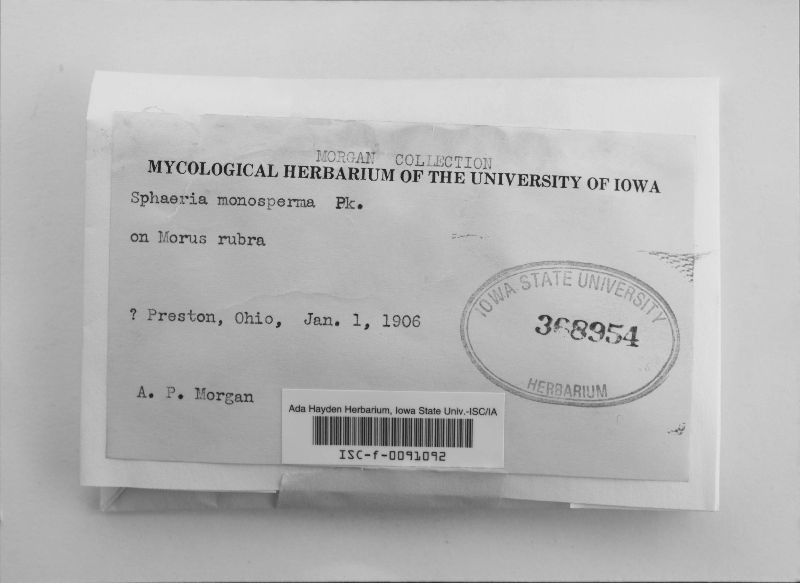 MORGAN COLLECTION
MYCOLOGICAL HERBARIUM OF THE UNIVERSITY OF IOWA
Sphaeria monosperma Pk.
on Morus rubra
? Preston, Ohio, Jan. 1, 1906
IOWA STATE UNIVERSITY
368954
HERBARIUM
A. P. Morgan
Ada Hayden Herbarium, Iowa State Univ.-ISC/IA
ISC-f-0091092